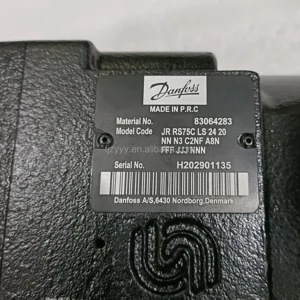 Danfoss
MADE IN P.R.C
Material No. 83064283
Model Code JR RS75C LS 24 20
NN N3 C2NF A8N
FFF JJJ NNN
Serial No. H202901135
Danfoss A/S,6430 Nordborg,Denmark